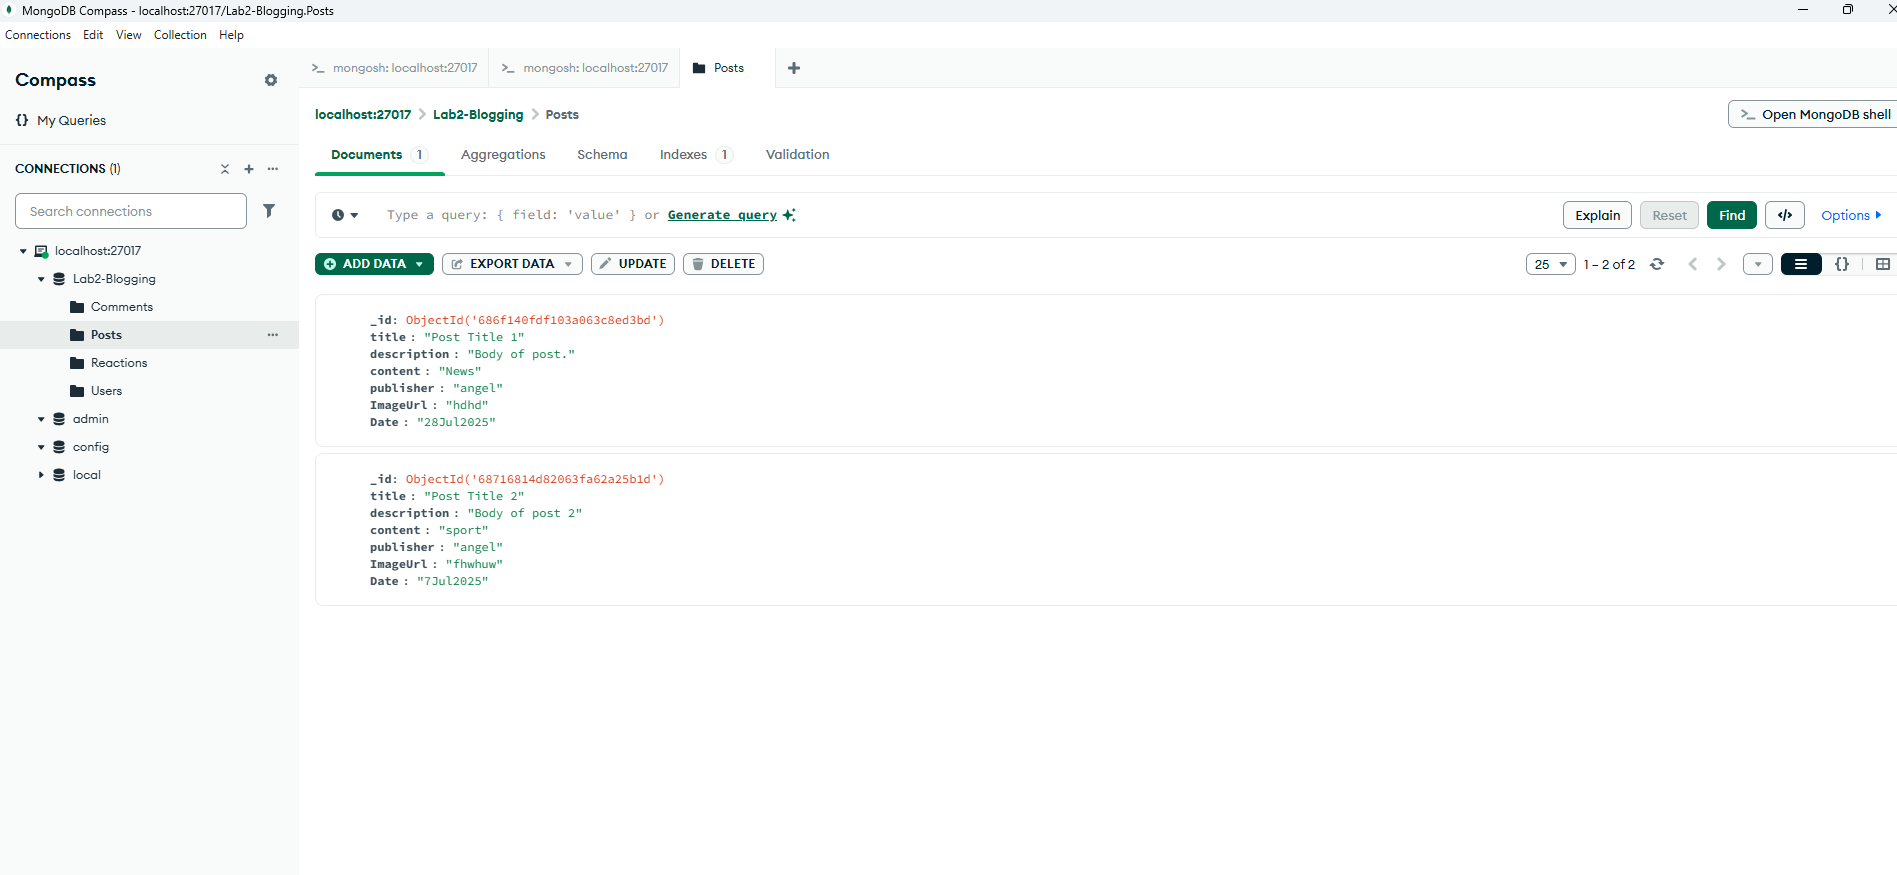 MongoDB Compass - localhost:27017/Lab2-Blogging.Posts
Connections Edit View Collection Help
Compass
My Queries
CONNECTIONS (1)
Search connections
localhost:27017
Lab2-Blogging
Comments
Posts
Reactions
Users
admin
config
local
>_ mongosh: localhost:27017 >_ mongosh: localhost:27017 Posts
localhost:27017 > Lab2-Blogging > Posts
>_ Open MongoDB shell
Documents 1 Aggregations Schema Indexes 1 Validation
Type a query: { field: 'value' } or Generate query
Explain Reset Find </> Options
ADD DATA EXPORT DATA UPDATE DELETE
25 1 – 2 of 2 {}
_id: ObjectId('686f140fdf103a063c8ed3bd')
title : "Post Title 1"
description : "Body of post."
content : "News"
publisher : "angel"
ImageUrl : "hdhd"
Date : "28Jul2025"
_id: ObjectId('68716814d82063fa62a25b1d')
title : "Post Title 2"
description : "Body of post 2"
content : "sport"
publisher : "angel"
ImageUrl : "fhwhuw"
Date : "7Jul2025"